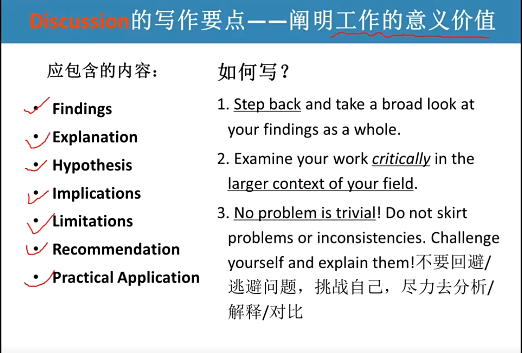 Discussion的写作要点——阐明工作的意义价值
应包含的内容：
• Findings
• Explanation
• Hypothesis
• Implications
• Limitations
• Recommendation
• Practical Application
如何写？
1. Step back and take a broad look at
your findings as a whole.
2. Examine your work critically in the
larger context of your field.
3. No problem is trivial! Do not skirt
problems or inconsistencies. Challenge
yourself and explain them!不要回避/
逃避问题，挑战自己，尽力去分析/
解释/对比